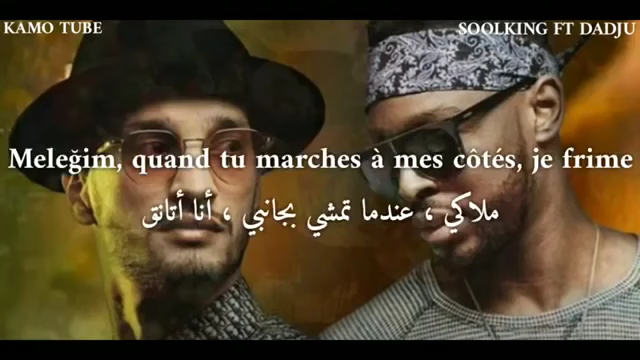 KAMO TUBE
SOOLKING FT DADJU
Meleğim, quand tu marches à mes côtés, je frime
ملاكي ، عندما تمشي بجانبي ، أنا أتانق